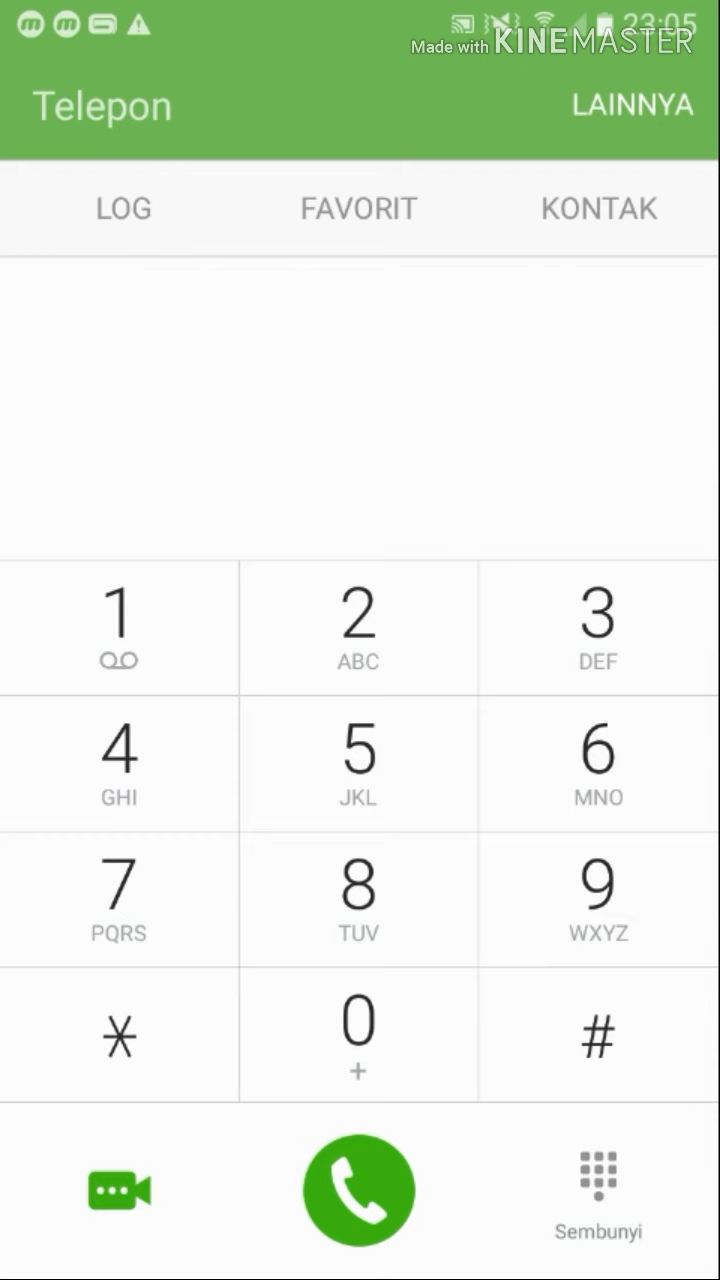 23:05
Made with KINEMASTER
Telepon
LAINNYA
LOG
FAVORIT
KONTAK
1
2
3
ABC
DEF
4
5
6
GHI
JKL
MNO
7
8
9
PQRS
TUV
WXYZ
*
0
#
+
Sembunyi